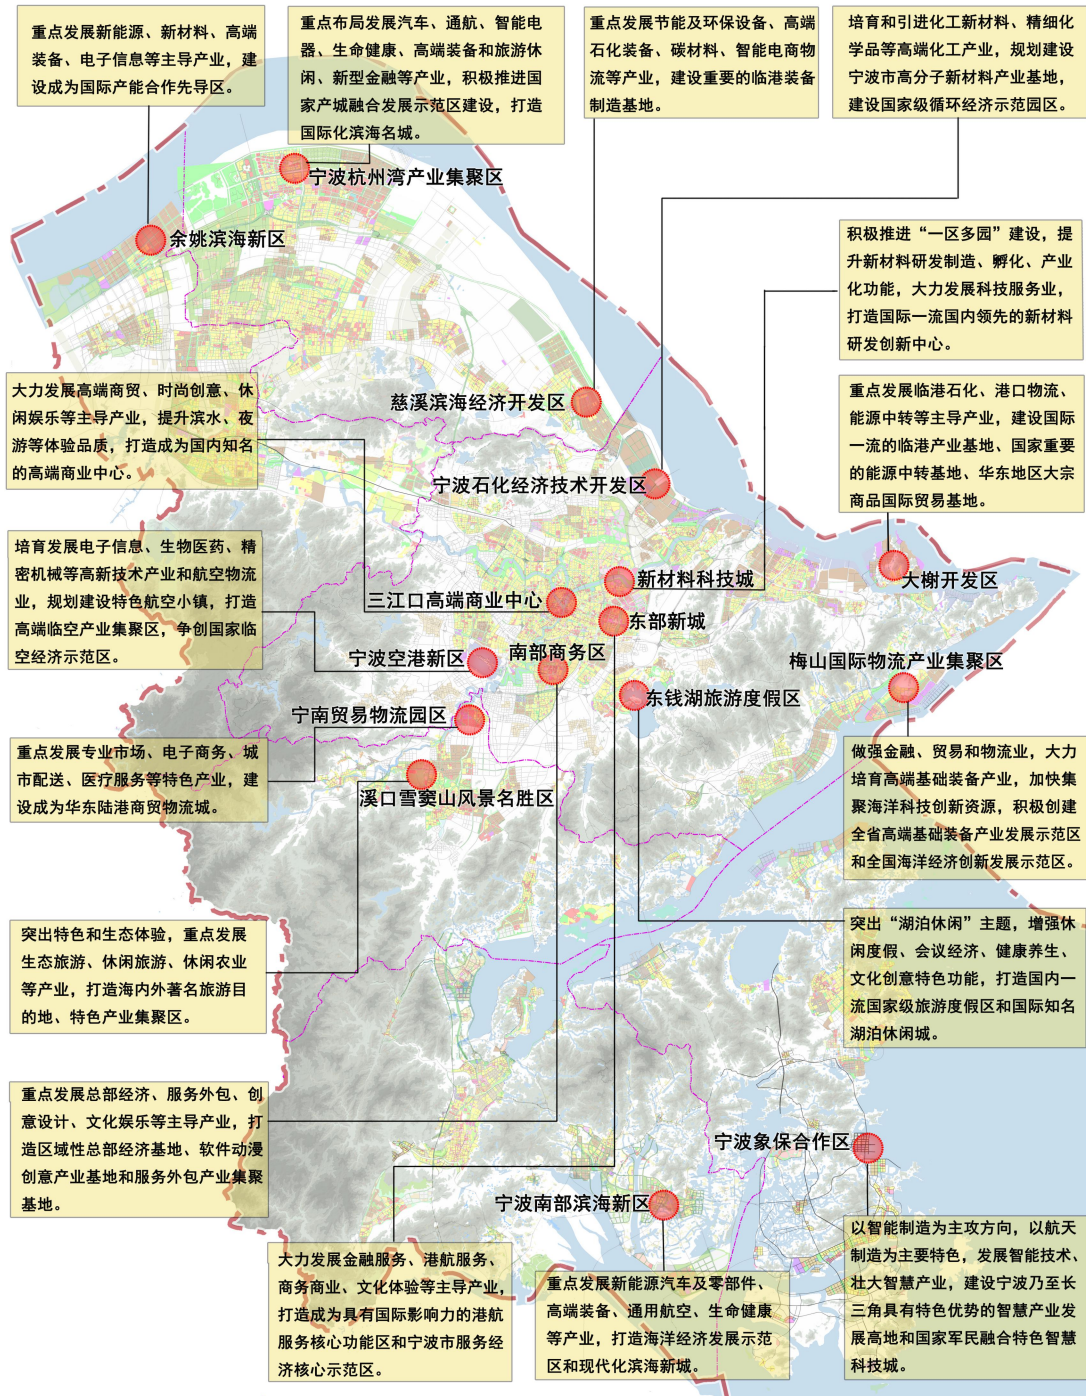 重点发展新能源、新材料、高端
装备、电子信息等主导产业，建
设成为国际产能合作先导区。
重点布局发展汽车、通航、智能电
器、生命健康、高端装备和旅游休
闲、新型金融等产业，积极推进国
家产城融合发展示范区建设，打造
国际化滨海名城。
重点发展节能及环保设备、高端
石化装备、碳材料、智能电商物
流等产业，建设重要的临港装备
制造基地。
培育和引进化工新材料、精细化
学品等高端化工产业，规划建设
宁波市高分子新材料产业基地，
建设国家级循环经济示范园区。
宁波杭州湾产业集聚区
余姚滨海新区
积极推进“一区多园”建设，提
升新材料研发制造、孵化、产业
化功能，大力发展科技服务业，
打造国际一流国内领先的新材料
研发创新中心。
大力发展高端商贸、时尚创意、休
闲娱乐等主导产业，提升滨水、夜
游等体验品质，打造成为国内知名
的高端商业中心。
慈溪滨海经济开发区
重点发展临港石化、港口物流、
能源中转等主导产业，建设国际
一流的临港产业基地、国家重要
的能源中转基地、华东地区大宗
商品国际贸易基地。
宁波石化经济技术开发区
培育发展电子信息、生物医药、精
密机械等高新技术产业和航空物流
业，规划建设特色航空小镇，打造
高端临空产业集聚区，争创国家临
空经济示范区。
新材料科技城
大榭开发区
三江口高端商业中心
东部新城
宁波空港新区
南部商务区
梅山国际物流产业集聚区
东钱湖旅游度假区
宁南贸易物流园区
重点发展专业市场、电子商务、城
市配送、医疗服务等特色产业，建
设成为华东陆港商贸物流城。
溪口雪窦山风景名胜区
做强金融、贸易和物流业，大力
培育高端基础装备产业，加快集
聚海洋科技创新资源，积极创建
全省高端基础装备产业发展示范区
和全国海洋经济创新发展示范区。
突出特色和生态体验，重点发展
生态旅游、休闲旅游、休闲农业
等产业，打造海内外著名旅游目
的地、特色产业集聚区。
突出“湖泊休闲”主题，增强休
闲度假、会议经济、健康养生、
文化创意特色功能，打造国内一
流国家级旅游度假区和国际知名
湖泊休闲城。
重点发展总部经济、服务外包、创
意设计、文化娱乐等主导产业，打
造区域性总部经济基地、软件动漫
创意产业基地和服务外包产业集聚
基地。
宁波象保合作区
宁波南部滨海新区
大力发展金融服务、港航服务、
商务商业、文化体验等主导产业，
打造成为具有国际影响力的港航
服务核心功能区和宁波市服务经
济核心示范区。
重点发展新能源汽车及零部件、
高端装备、通用航空、生命健康
等产业，打造海洋经济发展示范
区和现代化滨海新城。
以智能制造为主攻方向，以航天
制造为主要特色，发展智能技术、
壮大智慧产业，建设宁波乃至长
三角具有特色优势的智慧产业发
展高地和国家军民融合特色智慧
科技城。